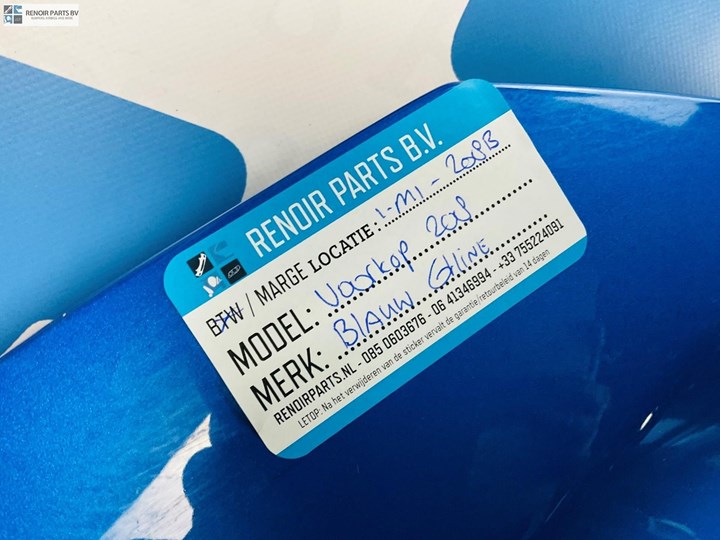 RENOIR PARTS BV
RENOIR PARTS B.V.
BTW / MARGE LOCATIE: 1-M1-208B
MODEL: Voorkop 208
MERK: BLAUW Gtline
RENOIRPARTS.NL - 085 0603676 - 06 41346994 - +33 755224091
LETOP: Na het verwijderen van de sticker vervalt de garantie/retourbeleid van 14 dagen